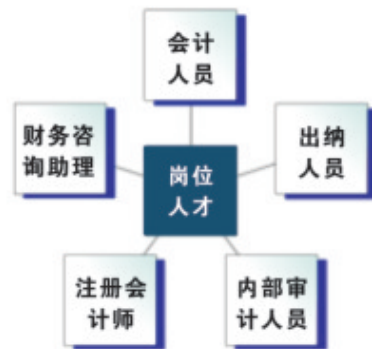 会计
人员
财务咨
询助理
出纳
人员
岗位
人才
注册会
计师
内部审
计人员